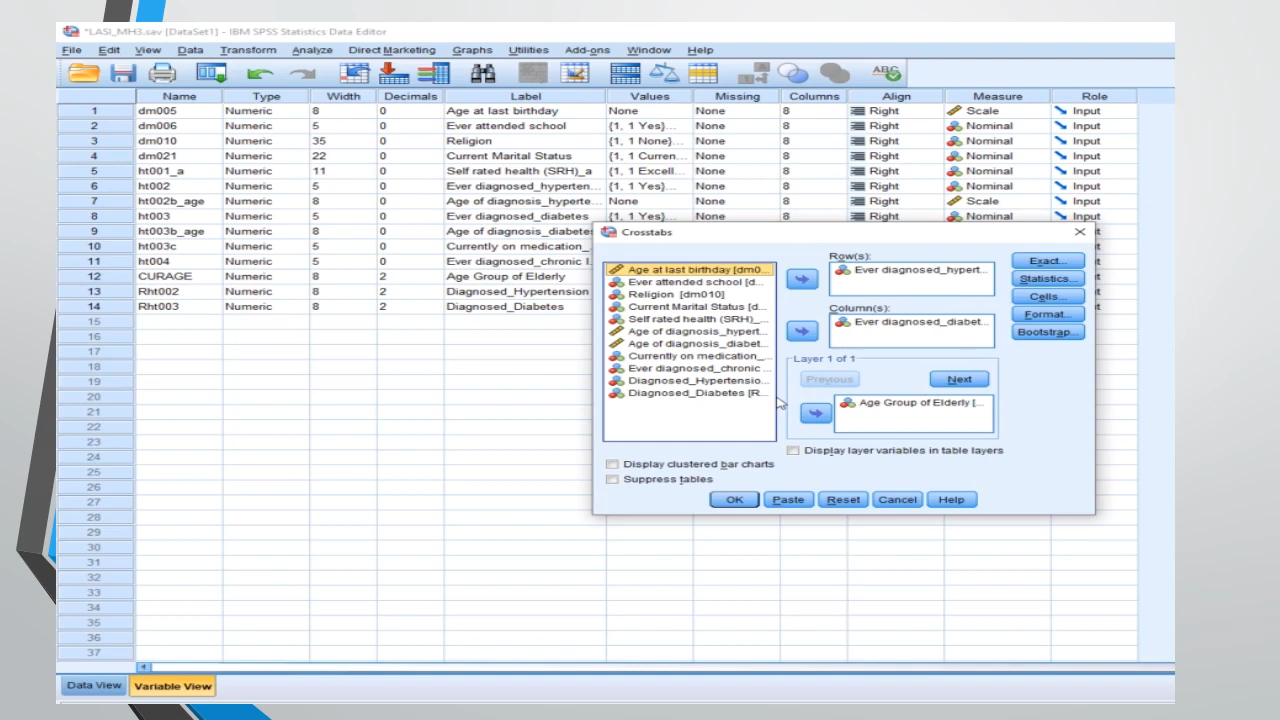 *LASI_MH3.sav [DataSet1] - IBM SPSS Statistics Data Editor
File Edit View Data Transform Analyze Direct Marketing Graphs Utilities Add-ons Window Help
Name Type Width Decimals Label Values Missing Columns Align Measure Role
1 dm005 Numeric 8 0 Age at last birthday None None 8 Right Scale Input
2 dm006 Numeric 5 0 Ever attended school {1, 1 Yes}... None 8 Right Nominal Input
3 dm010 Numeric 35 0 Religion {1, 1 None}... None 8 Right Nominal Input
4 dm021 Numeric 22 0 Current Marital Status {1, 1 Curren... None 8 Right Nominal Input
5 ht001_a Numeric 11 0 Self rated health (SRH)_a {1, 1 Excell... None 8 Right Nominal Input
6 ht002 Numeric 5 0 Ever diagnosed_hyperten... {1, 1 Yes}... None 8 Right Nominal Input
7 ht002b_age Numeric 8 0 Age of diagnosis_hyperte... None None 8 Right Scale Input
8 ht003 Numeric 5 0 Ever diagnosed_diabetes {1, 1 Yes}... None 8 Right Nominal Input
9 ht003b_age Numeric 8 0 Age of diagnosis_diabetes
10 ht003c Numeric 5 0 Currently on medication_
11 ht004 Numeric 5 0 Ever diagnosed_chronic l.
12 CURAGE Numeric 8 2 Age Group of Elderly
13 Rht002 Numeric 8 2 Diagnosed_Hypertension
14 Rht003 Numeric 8 2 Diagnosed_Diabetes
15
16
17
18
19
20
21
22
23
24
25
26
27
28
29
30
31
32
33
34
35
36
37
Crosstabs
Age at last birthday [dm0...
Ever attended school [d...
Religion [dm010]
Current Marital Status [d...
Self rated health (SRH)_...
Age of diagnosis_hypert...
Age of diagnosis_diabet...
Currently on medication_...
Ever diagnosed_chronic ...
Diagnosed_Hypertensio...
Diagnosed_Diabetes [R...
Row(s):
Ever diagnosed_hypert...
Column(s):
Ever diagnosed_diabet...
Layer 1 of 1
Previous Next
Age Group of Elderly [...
Display layer variables in table layers
Exact...
Statistics...
Cells...
Format...
Bootstrap...
Display clustered bar charts
Suppress tables
OK Paste Reset Cancel Help
Data View Variable View